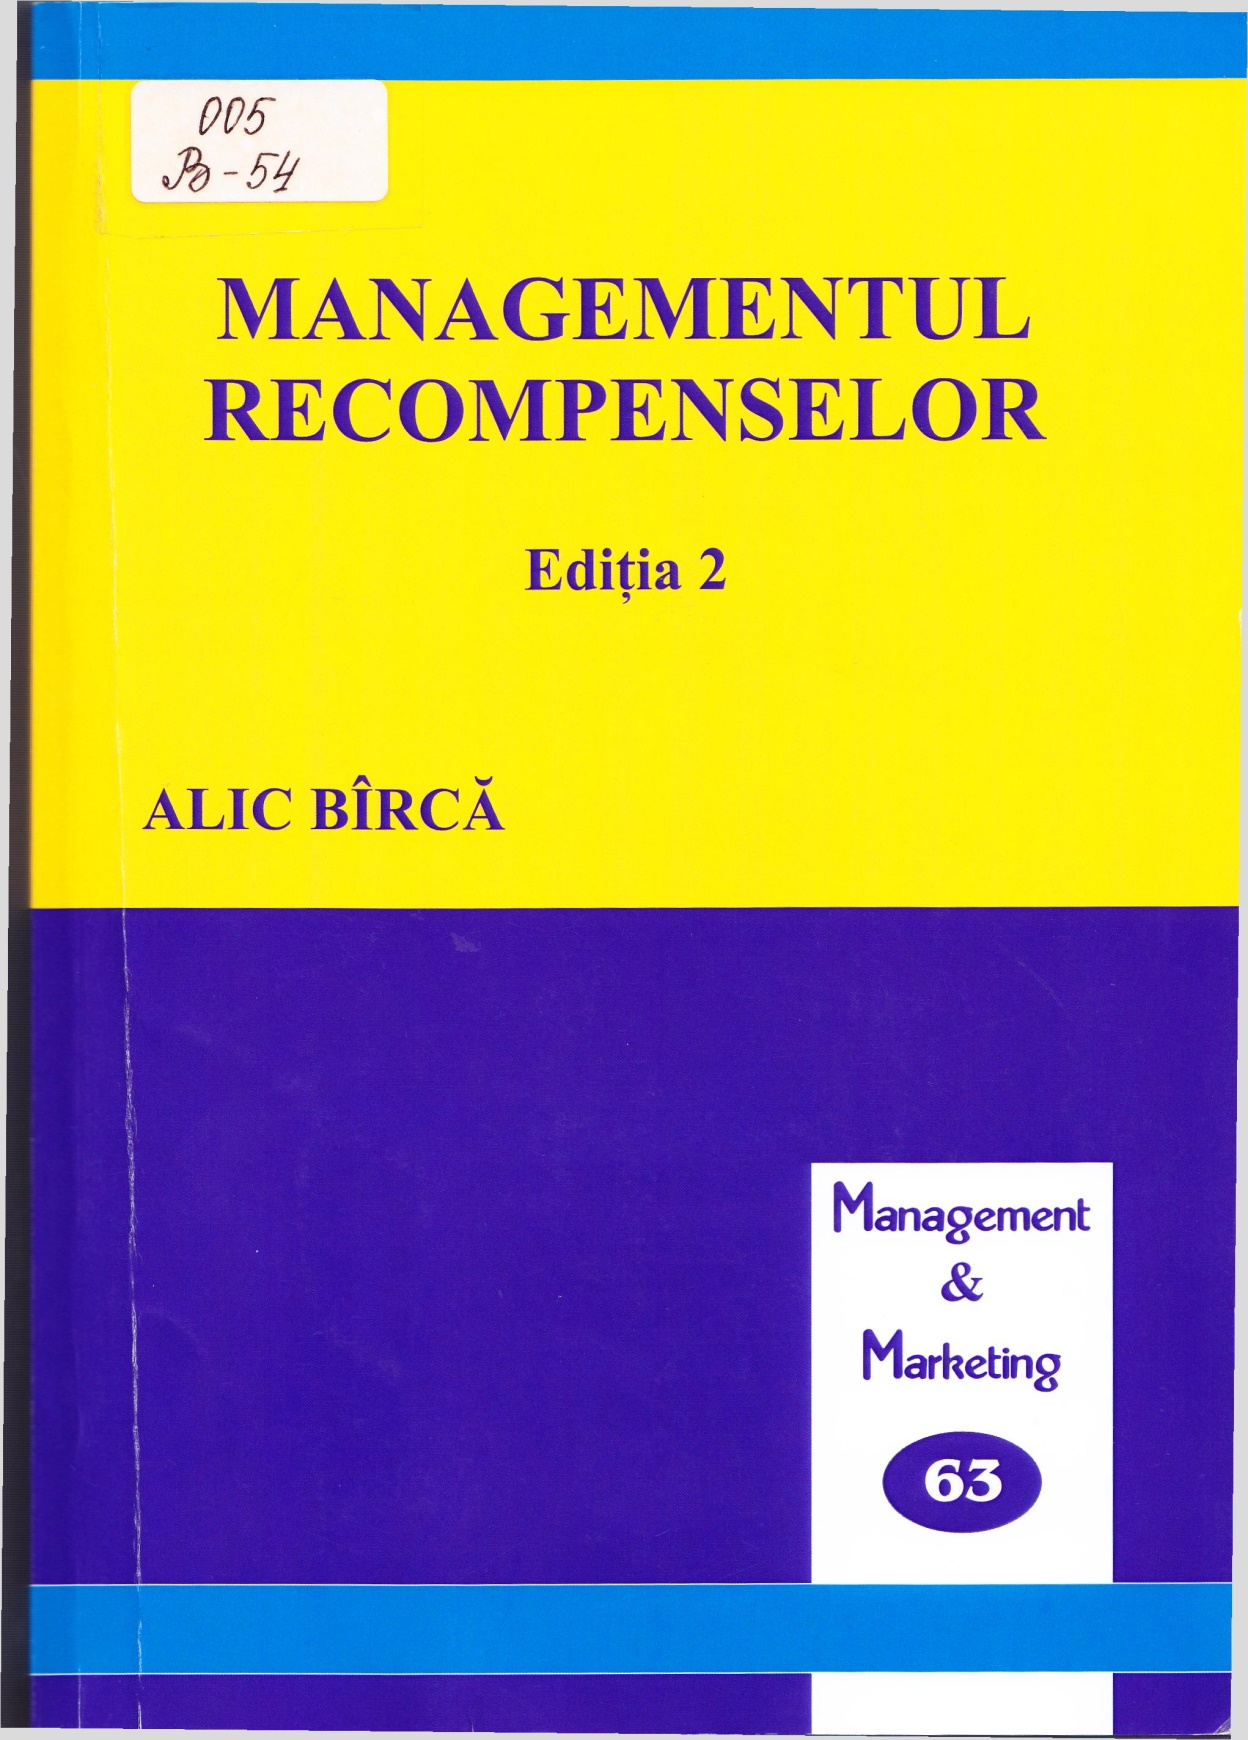 005
B-54
MANAGEMENTUL
RECOMPENSELOR
Ediția 2
ALIC BÎRCĂ
Management
&
Marketing
63